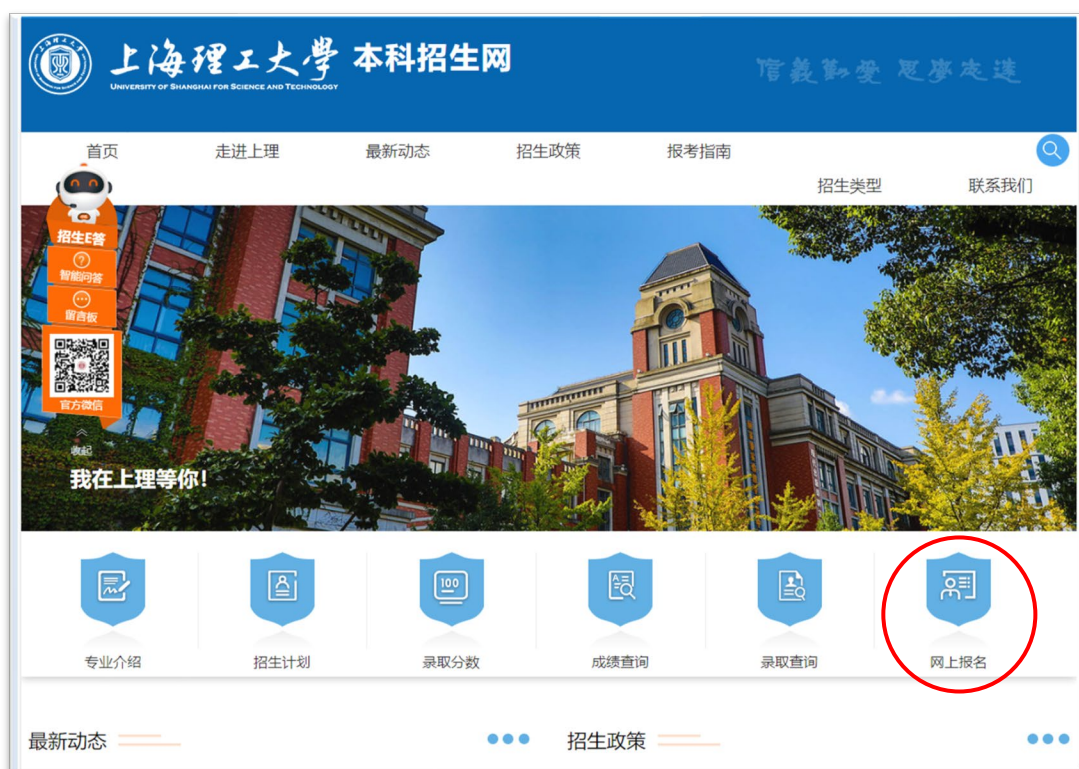 上海理工大學 本科招生网
UNIVERSITY OF SHANGHAI FOR SCIENCE AND TECHNOLOGY
信義勤愛 思學志遠
首页 走进上理 最新动态 招生政策 报考指南
招生类型 联系我们
招生E答
智能问答
留言板
官方微信
收起
我在上理等你!
100
专业介绍 招生计划 录取分数 成绩查询 录取查询 网上报名
最新动态 招生政策